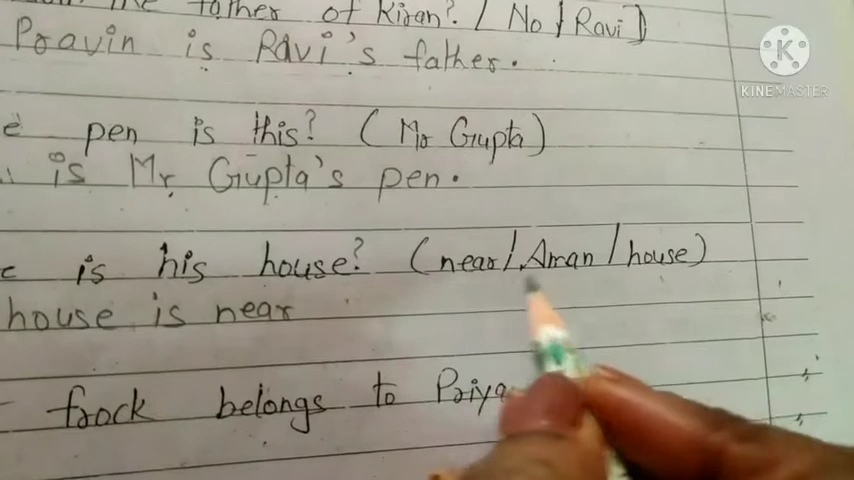 the father of Kiran? / No / Ravi ]
Pravin is Ravi's father.
K
KINEMASTER
e pen is this? ( Mr Gupta )
is Mr Gupta's pen.
e is his house? ( near / Aman / house )
house is near
frock belongs to Priya